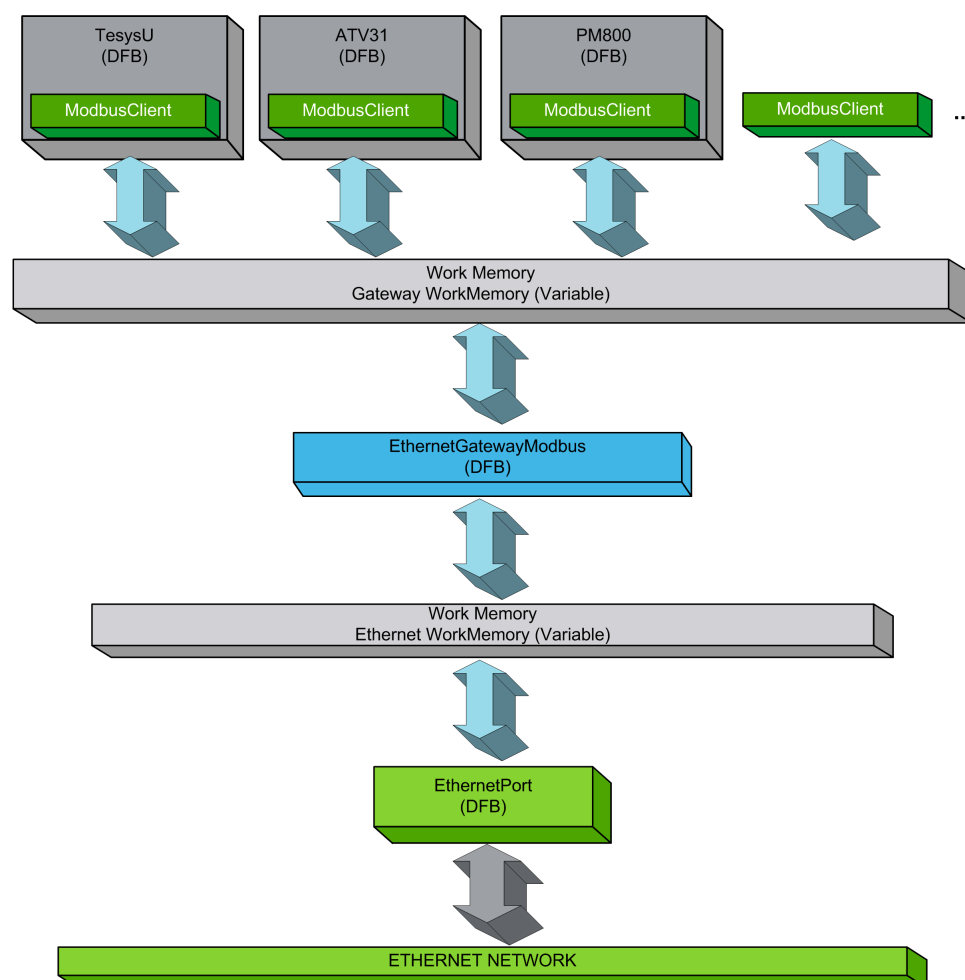 TesysU
(DFB)
ModbusClient
ATV31
(DFB)
ModbusClient
PM800
(DFB)
ModbusClient
ModbusClient
..
Work Memory
Gateway WorkMemory (Variable)
EthernetGatewayModbus
(DFB)
Work Memory
Ethernet WorkMemory (Variable)
EthernetPort
(DFB)
ETHERNET NETWORK